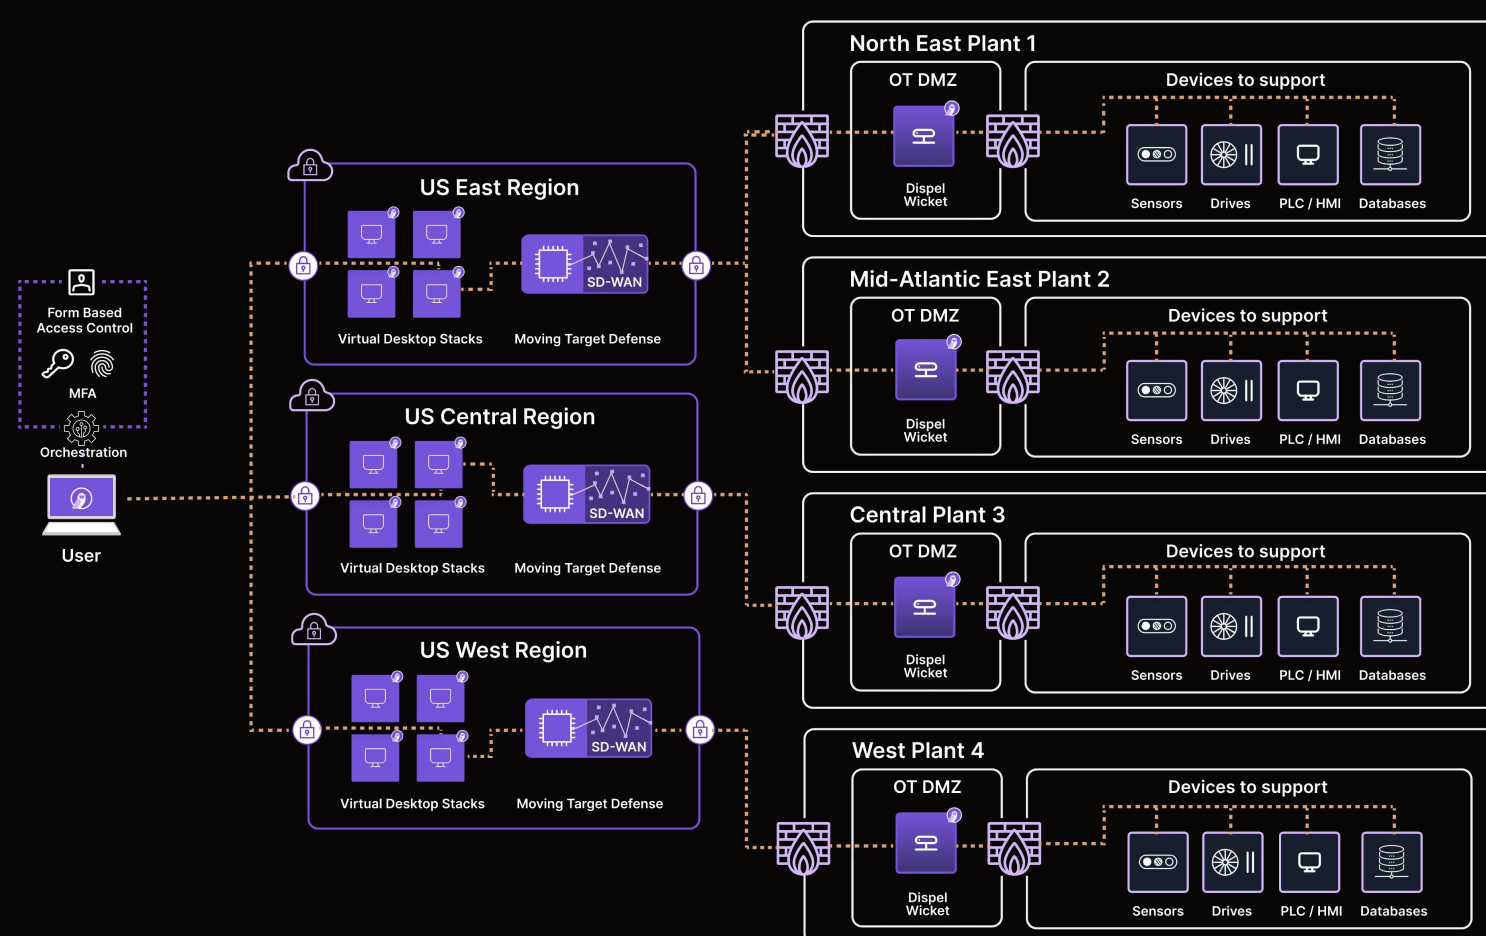 Form Based
Access Control
MFA
Orchestration
User
US East Region
Virtual Desktop Stacks
SD-WAN
Moving Target Defense
US Central Region
Virtual Desktop Stacks
SD-WAN
Moving Target Defense
US West Region
Virtual Desktop Stacks
SD-WAN
Moving Target Defense
North East Plant 1
OT DMZ
Dispel
Wicket
Devices to support
Sensors
Drives
PLC / HMI
Databases
Mid-Atlantic East Plant 2
OT DMZ
Dispel
Wicket
Devices to support
Sensors
Drives
PLC / HMI
Databases
Central Plant 3
OT DMZ
Dispel
Wicket
Devices to support
Sensors
Drives
PLC / HMI
Databases
West Plant 4
OT DMZ
Dispel
Wicket
Devices to support
Sensors
Drives
PLC / HMI
Databases